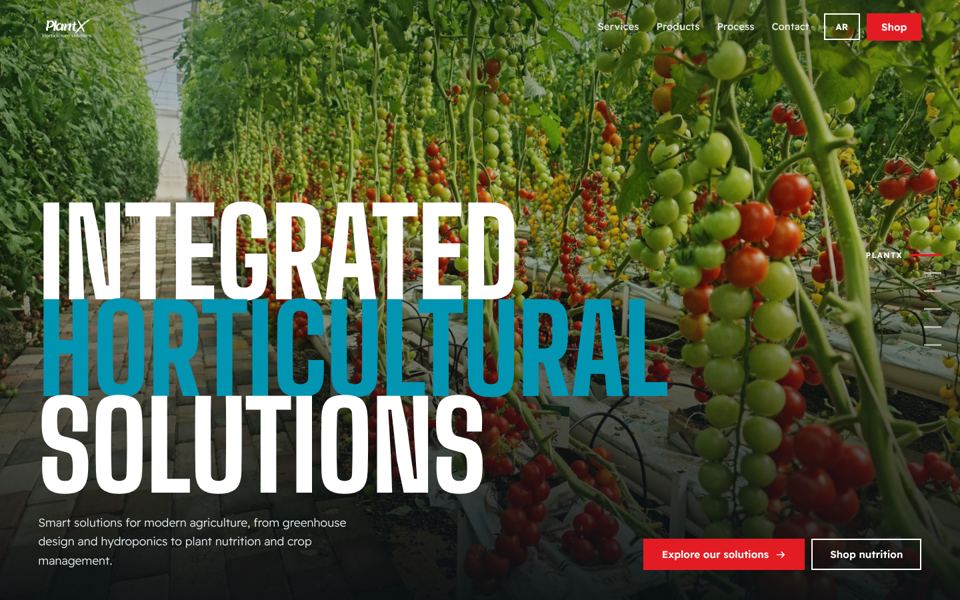 PlantX
Services
Products
Process
Contact
AR
Shop
INTEGRATED
PLANTX
HORTICULTURAL
SOLUTIONS
Smart solutions for modern agriculture, from greenhouse
design and hydroponics to plant nutrition and crop
management.
Explore our solutions →
Shop nutrition